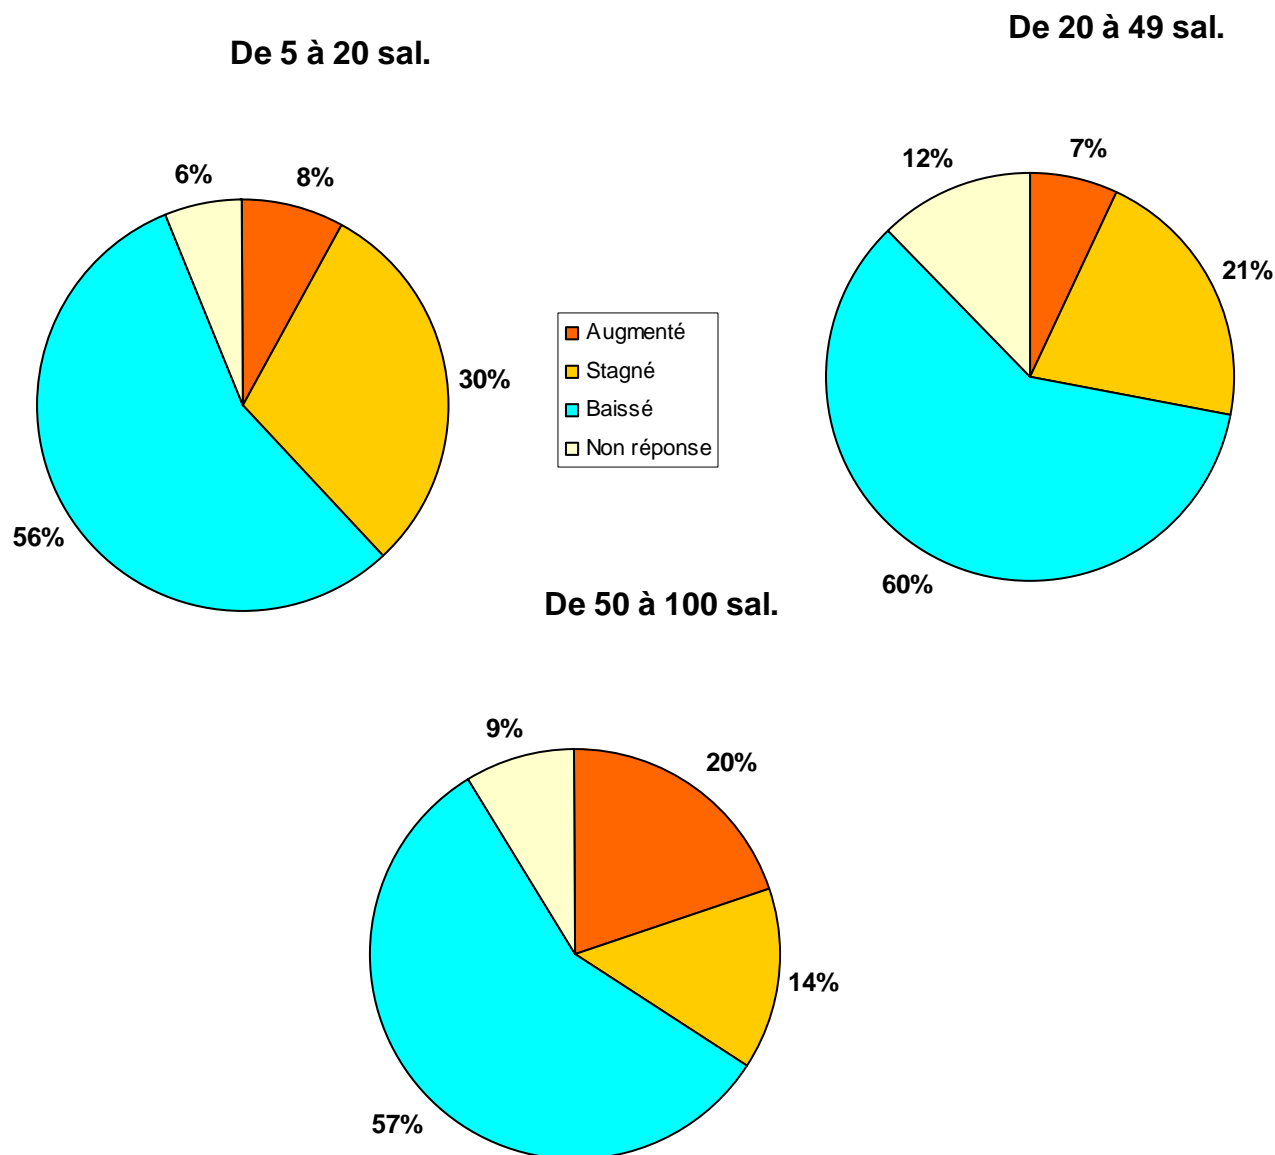 De 5 à 20 sal.
De 20 à 49 sal.
6%
8%
30%
56%
12%
7%
21%
60%
Augmenté
Stagné
Baissé
Non réponse
De 50 à 100 sal.
9%
20%
14%
57%